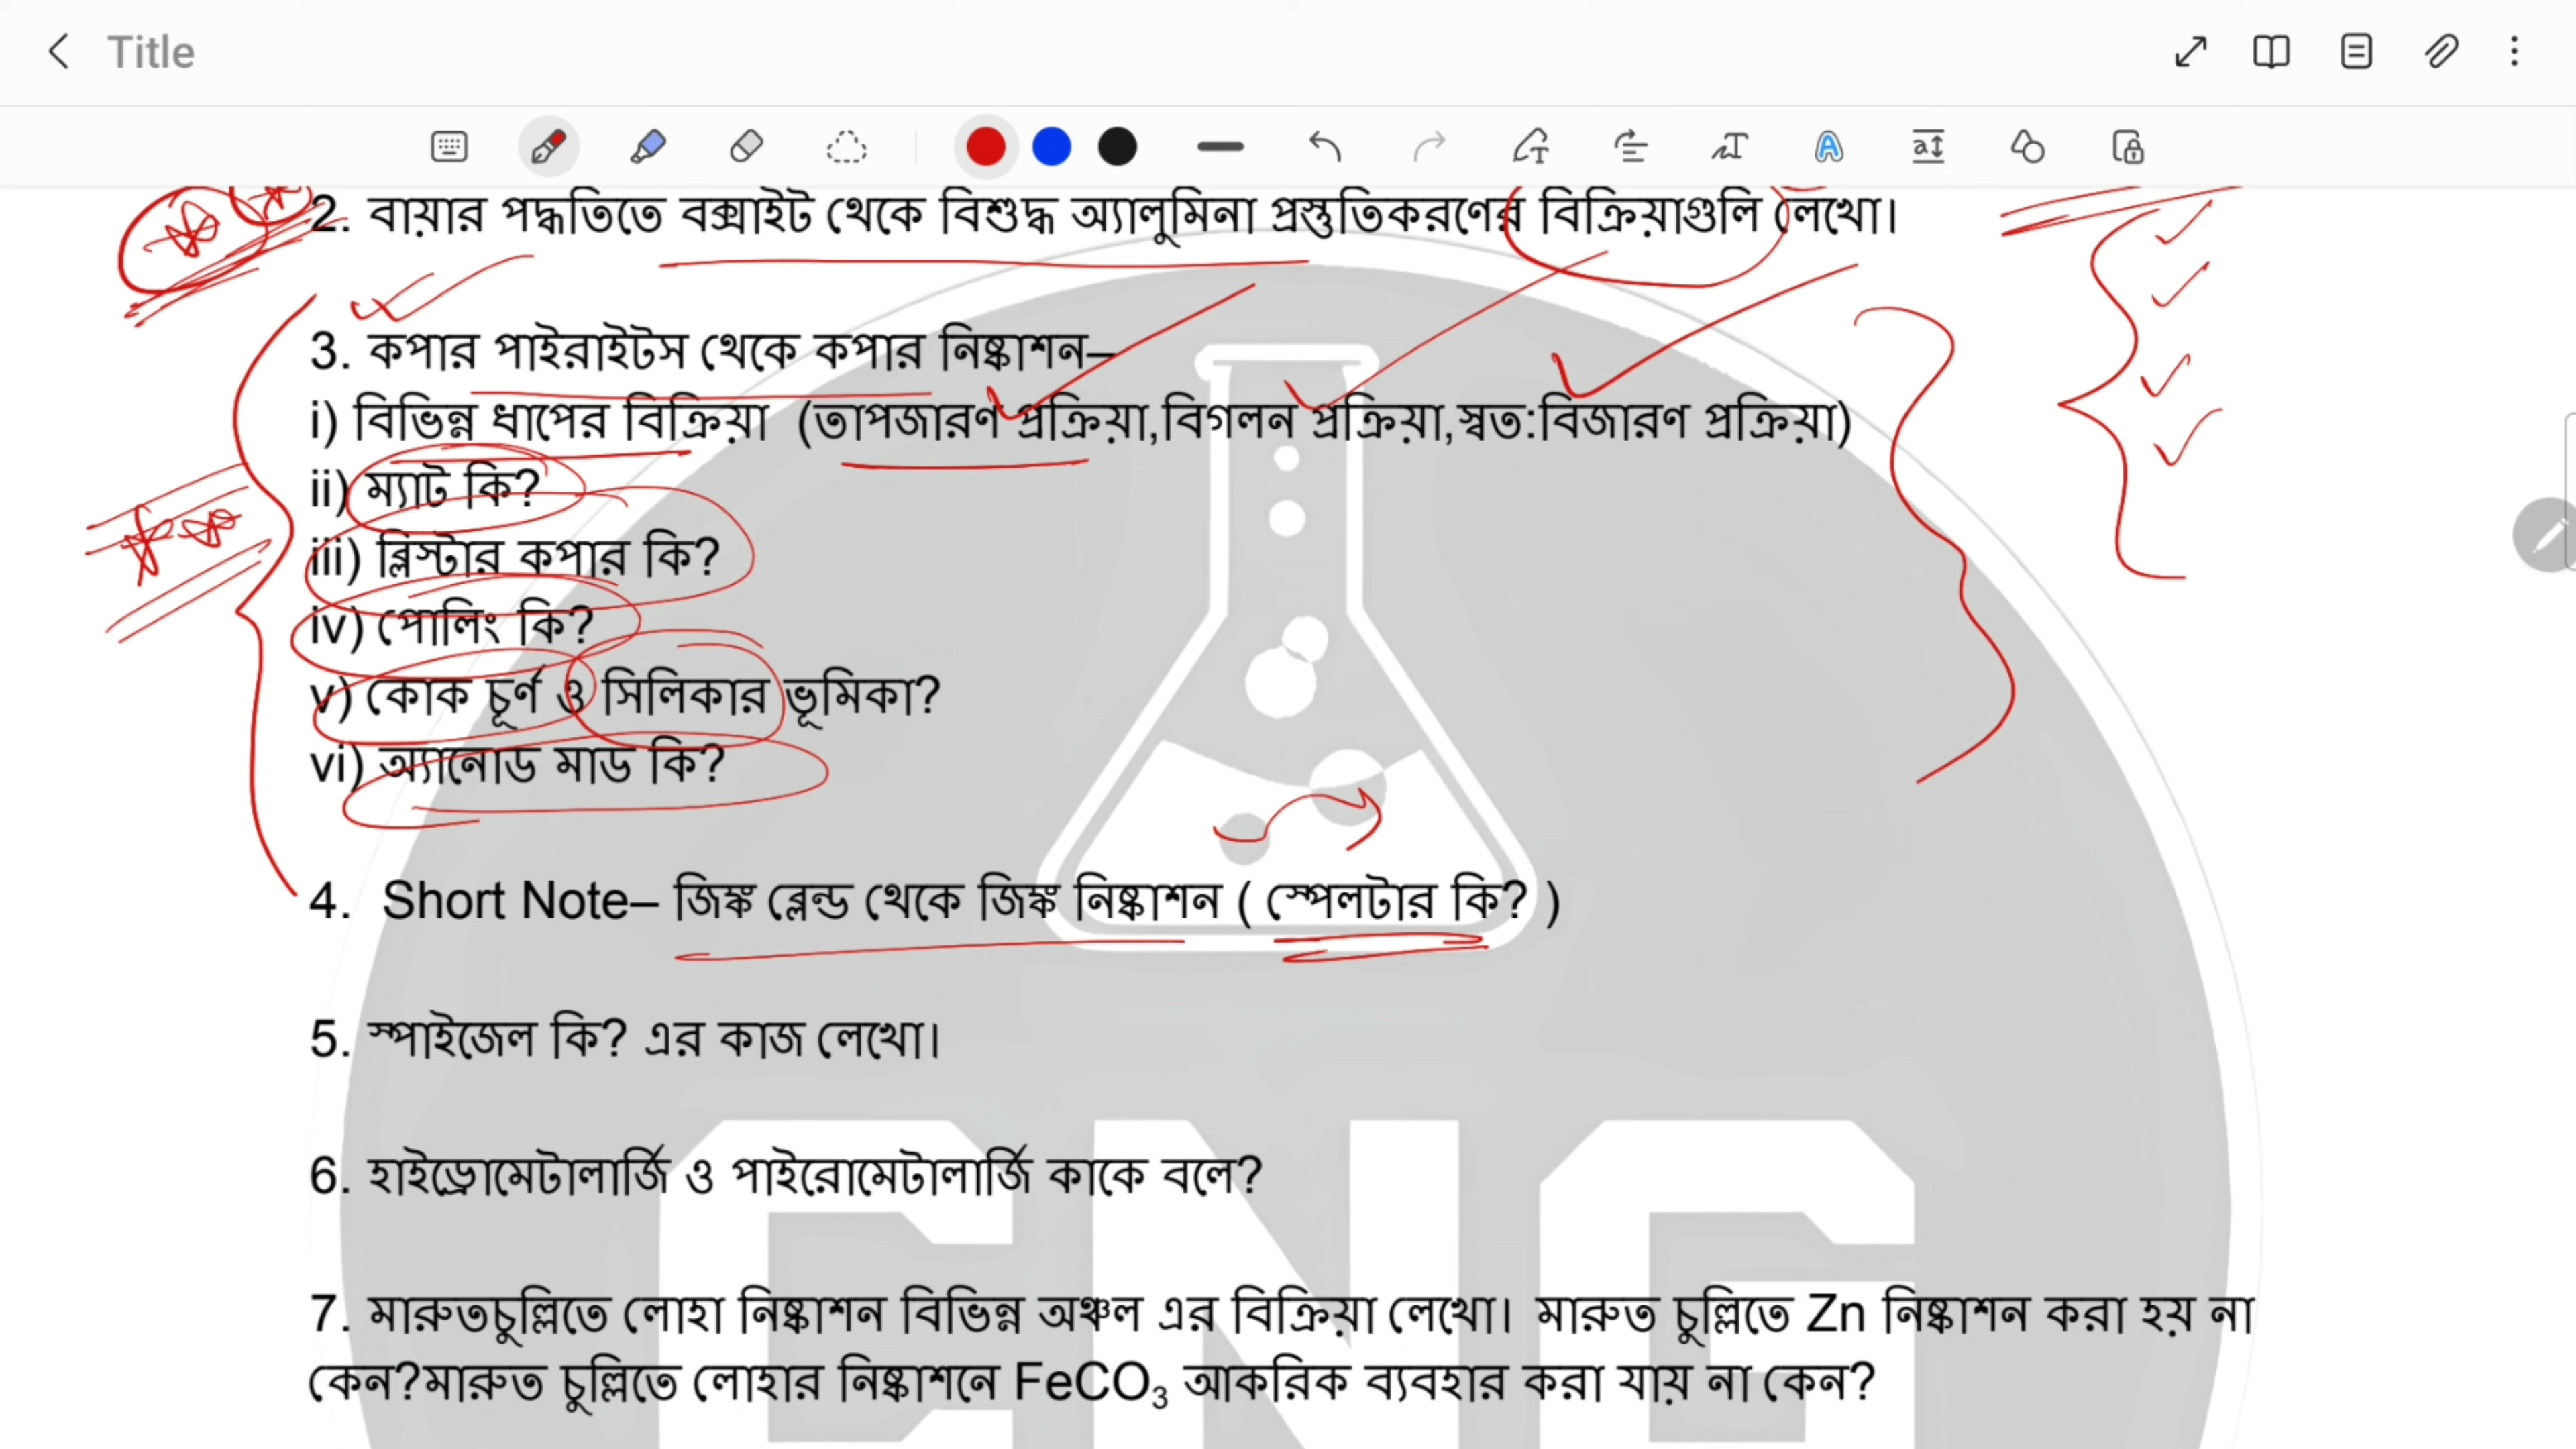 Title
2. বায়ার পদ্ধতিতে বক্সাইট থেকে বিশুদ্ধ অ্যালুমিনা প্রস্তুতিকরণের বিক্রিয়াগুলি লেখো।
3. কপার পাইরাইটস থেকে কপার নিষ্কাশন–
i) বিভিন্ন ধাপের বিক্রিয়া (তাপজারণ প্রক্রিয়া,বিগলন প্রক্রিয়া,স্বত:বিজারণ প্রক্রিয়া)
ii) ম্যাট কি?
iii) ব্লিস্টার কপার কি?
iv) পোলিং কি?
v) কোক চূর্ণ ও সিলিকার ভূমিকা?
vi) অ্যানোড মাড কি?
4. Short Note– জিঙ্ক ব্লেন্ড থেকে জিঙ্ক নিষ্কাশন ( স্পেলটার কি? )
5. স্পাইজেল কি? এর কাজ লেখো।
6. হাইড্রোমেটালার্জি ও পাইরোমেটালার্জি কাকে বলে?
7. মারুতচুল্লিতে লোহা নিষ্কাশন বিভিন্ন অঞ্চল এর বিক্রিয়া লেখো। মারুত চুল্লিতে Zn নিষ্কাশন করা হয় না
কেন?মারুত চুল্লিতে লোহার নিষ্কাশনে FeCO₃ আকরিক ব্যবহার করা যায় না কেন?
CNG